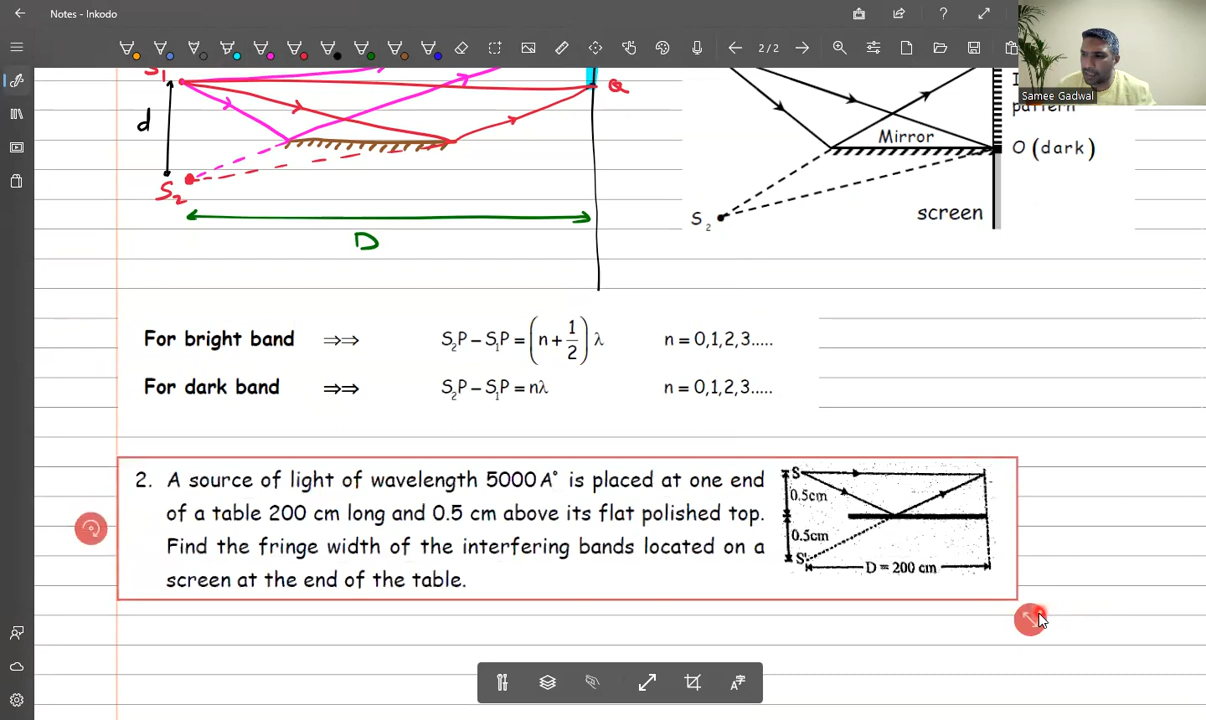 Notes - Inkodo
2/2
Samee Gadwal
S₁
Q
d
S₂
D
pattern
Mirror
O (dark)
S₂
screen
For bright band ⇒⇒ S₂P – S₁P = (n + 1/2) λ n = 0,1,2,3.....
For dark band ⇒⇒ S₂P – S₁P = nλ n = 0,1,2,3.....
2. A source of light of wavelength 5000 A° is placed at one end
of a table 200 cm long and 0.5 cm above its flat polished top.
Find the fringe width of the interfering bands located on a
screen at the end of the table.
S
0.5cm
0.5cm
S'
D = 200 cm